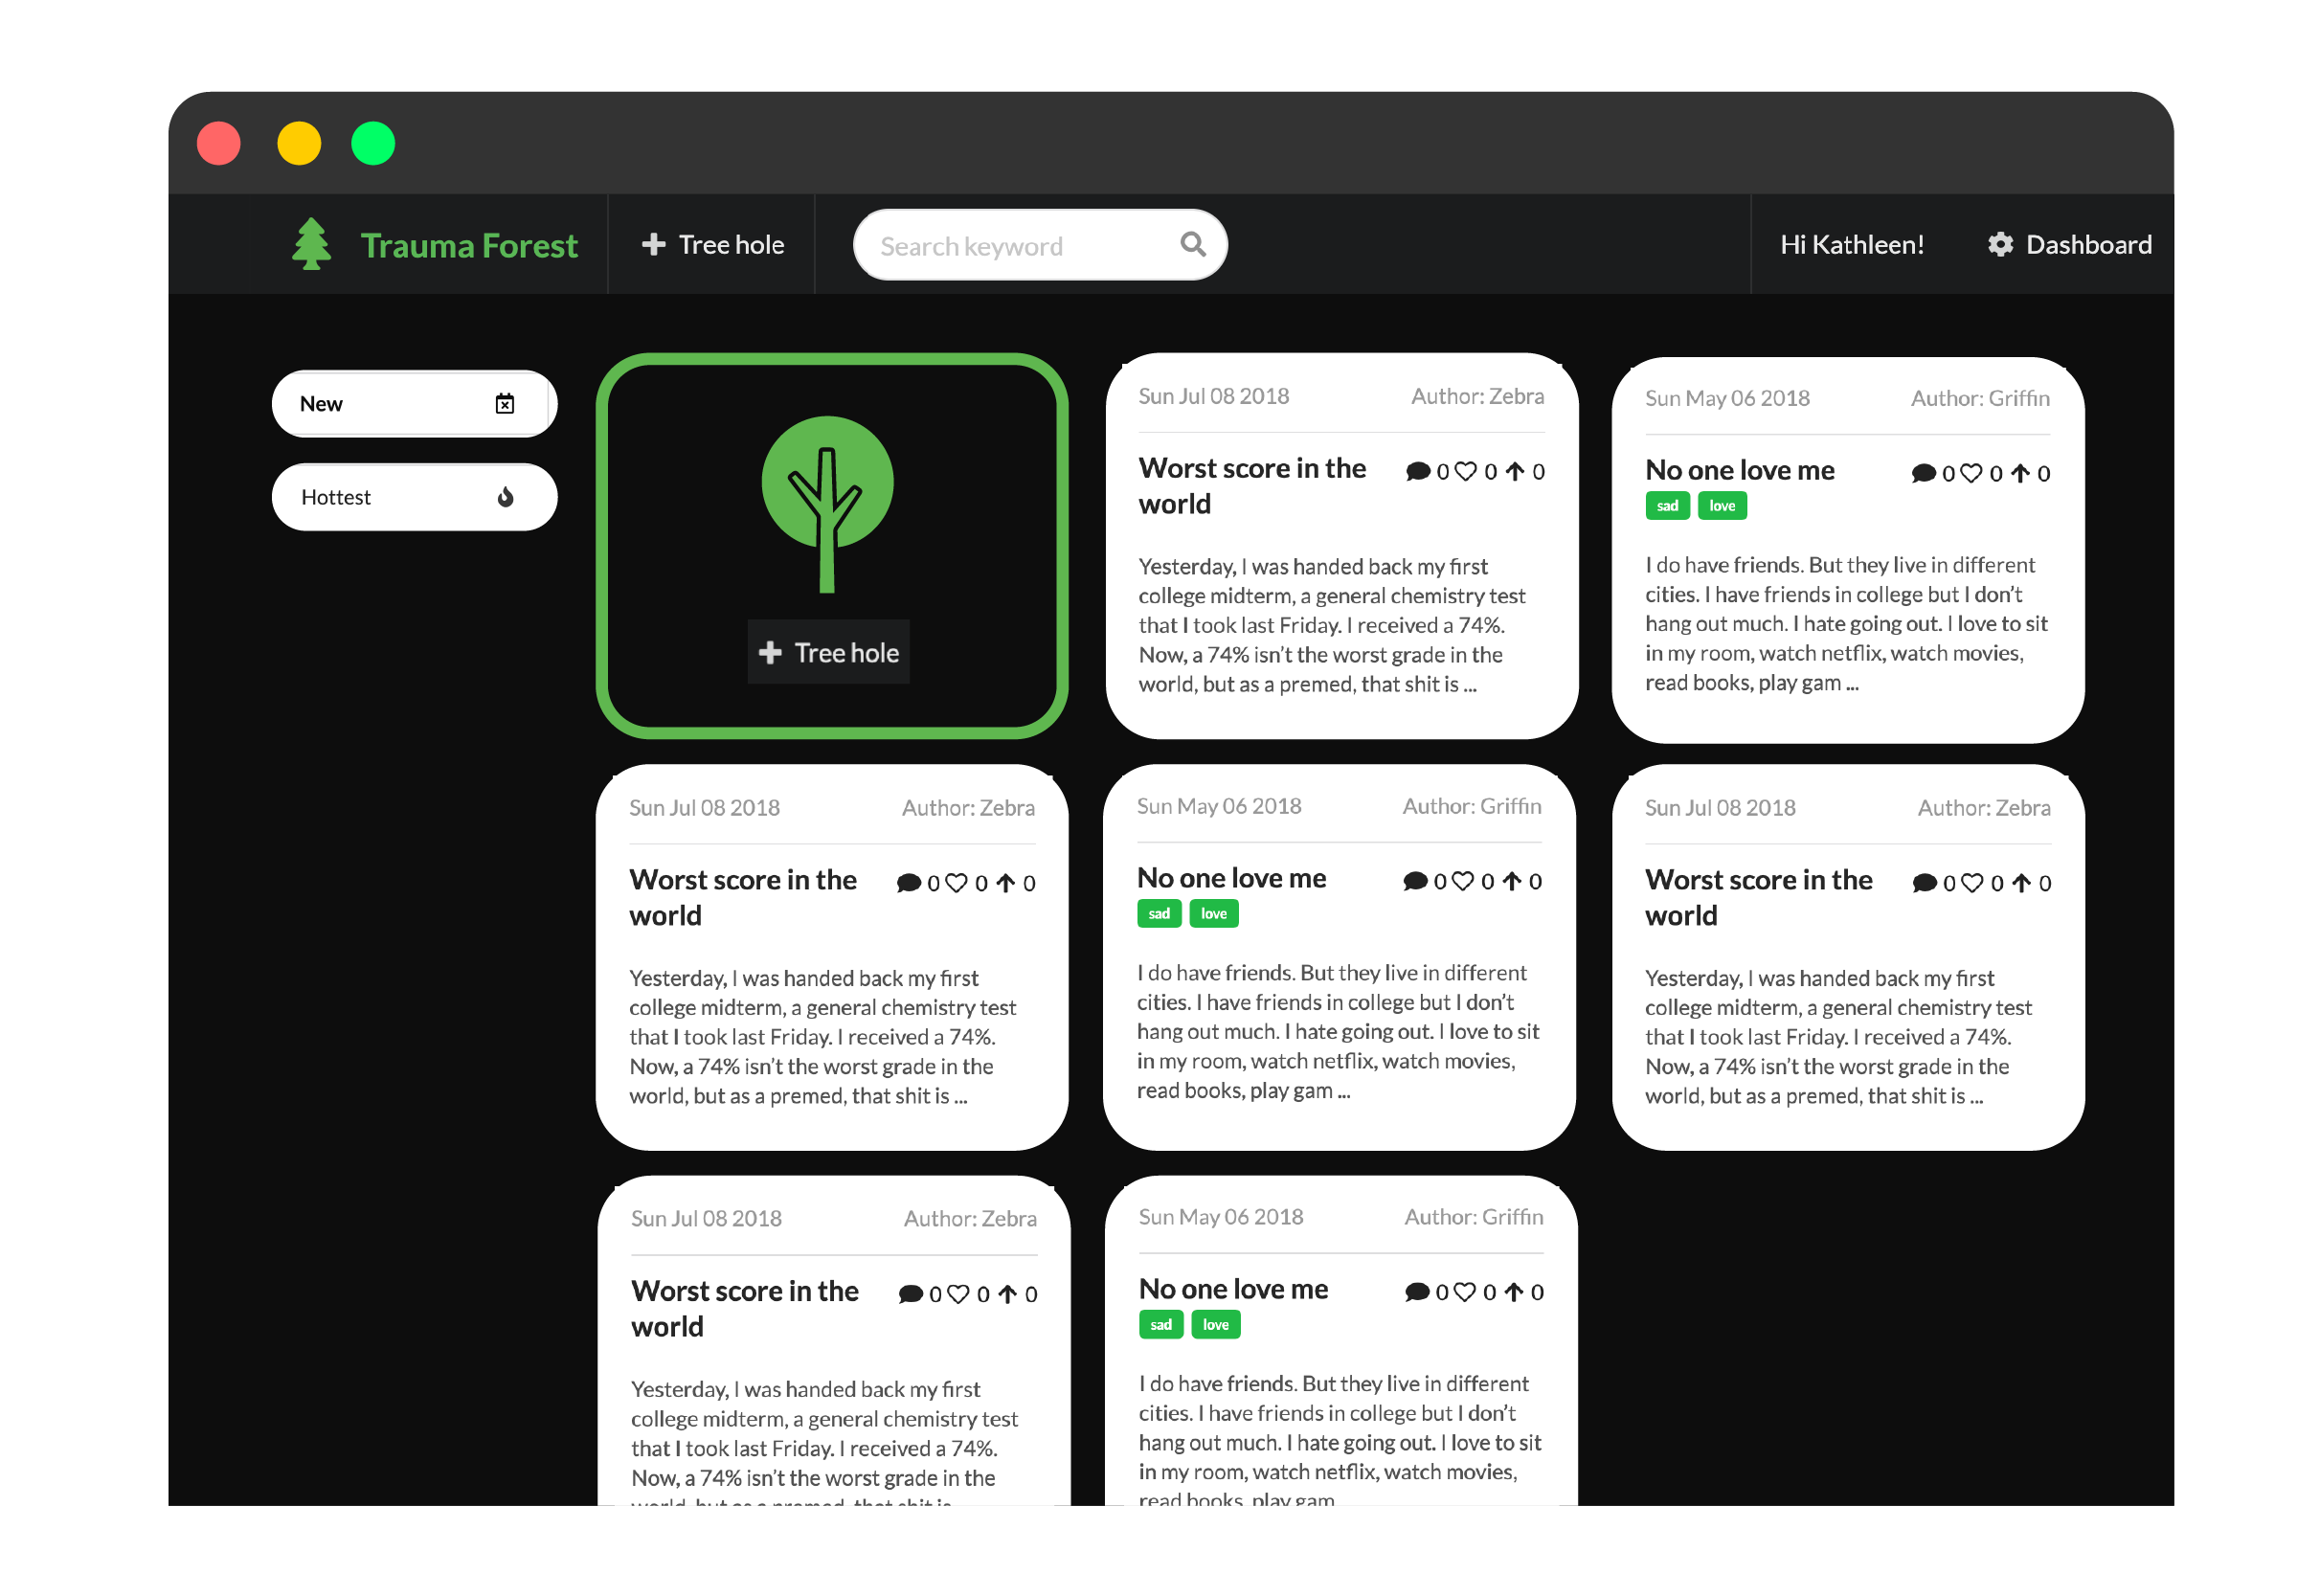 Trauma Forest
Tree hole
Search keyword
Hi Kathleen!
Dashboard
New
Hottest
Tree hole
Sun Jul 08 2018 Author: Zebra
Worst score in the 0 0 0
world
Yesterday, I was handed back my first
college midterm, a general chemistry test
that I took last Friday. I received a 74%.
Now, a 74% isn't the worst grade in the
world, but as a premed, that shit is ...
Sun May 06 2018 Author: Griffin
No one love me 0 0 0
sad love
I do have friends. But they live in different
cities. I have friends in college but I don't
hang out much. I hate going out. I love to sit
in my room, watch netflix, watch movies,
read books, play gam ...
Sun Jul 08 2018 Author: Zebra
Worst score in the 0 0 0
world
Yesterday, I was handed back my first
college midterm, a general chemistry test
that I took last Friday. I received a 74%.
Now, a 74% isn't the worst grade in the
world, but as a premed, that shit is ...
Sun May 06 2018 Author: Griffin
No one love me 0 0 0
sad love
I do have friends. But they live in different
cities. I have friends in college but I don't
hang out much. I hate going out. I love to sit
in my room, watch netflix, watch movies,
read books, play gam ...
Sun Jul 08 2018 Author: Zebra
Worst score in the 0 0 0
world
Yesterday, I was handed back my first
college midterm, a general chemistry test
that I took last Friday. I received a 74%.
Now, a 74% isn't the worst grade in the
world, but as a premed, that shit is ...
Sun Jul 08 2018 Author: Zebra
Worst score in the 0 0 0
world
Yesterday, I was handed back my first
college midterm, a general chemistry test
that I took last Friday. I received a 74%.
Now, a 74% isn't the worst grade in the
world, but as a premed, that shit is
Sun May 06 2018 Author: Griffin
No one love me 0 0 0
sad love
I do have friends. But they live in different
cities. I have friends in college but I don't
hang out much. I hate going out. I love to sit
in my room, watch netflix, watch movies,
read books, play gam